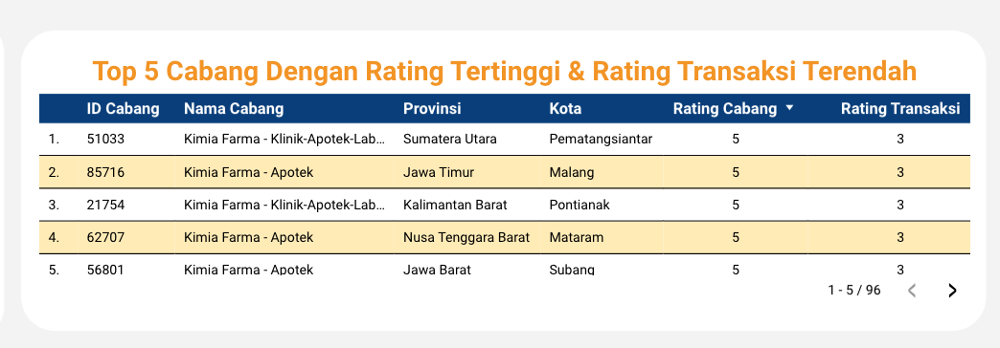 Top 5 Cabang Dengan Rating Tertinggi & Rating Transaksi Terendah
ID Cabang Nama Cabang Provinsi Kota Rating Cabang Rating Transaksi
1. 51033 Kimia Farma - Klinik-Apotek-Lab... Sumatera Utara Pematangsiantar 5 3
2. 85716 Kimia Farma - Apotek Jawa Timur Malang 5 3
3. 21754 Kimia Farma - Klinik-Apotek-Lab... Kalimantan Barat Pontianak 5 3
4. 62707 Kimia Farma - Apotek Nusa Tenggara Barat Mataram 5 3
5. 56801 Kimia Farma - Apotek Jawa Barat Subang 5 3
1 - 5 / 96